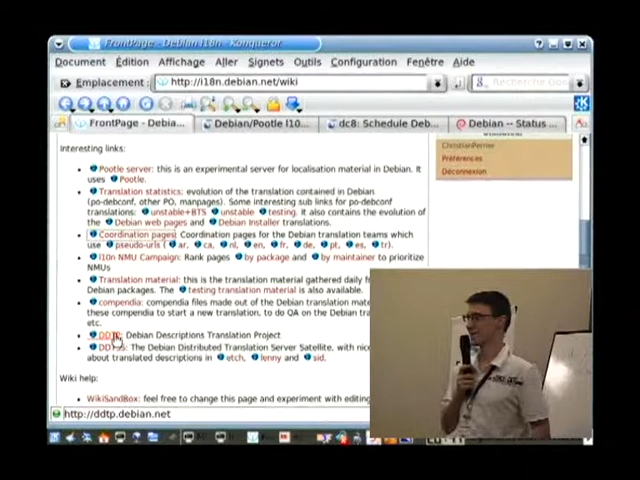 FrontPage - Debian I18n - Konqueror
Document Édition Affichage Aller Signets Outils Configuration Fenêtre Aide
Emplacement : http://i18n.debian.net/wiki
Recherche Goo
FrontPage - Debia... Debian/Pootle l10... dc8: Schedule Deb... Debian -- Status ...
Interesting links:
ChristianPerrier
Préférences
Déconnexion
Pootle server: this is an experimental server for localisation material in Debian. It
uses Pootle.
Translation statistics: evolution of the translation contained in Debian
(po-debconf, other PO, manpages). Some interesting sub links for po-debconf
translations: unstable+BTS unstable testing. It also contains the evolution of
the Debian web pages and Debian Installer translations.
Coordination pages: Coordination pages for the Debian translation teams which
use pseudo-urls ( ar, ca, nl, en, fr, de, pt, es, tr).
l10n NMU Campaign: Rank pages by package and by maintainer to prioritize
NMUs
Translation material: this is the translation material gathered daily
Debian packages. The testing translation material is also available.
compendia: compendia files made out of the Debian translation
these compendia to start a new translation, to do QA on the Debian
etc.
Debian Descriptions Translation Project
The Debian Distributed Translation Server Satellite, with
about translated descriptions in etch, lenny and sid.
Wiki help:
WikiSandBox: feel free to change this page and experiment with editing
http://ddtp.debian.net